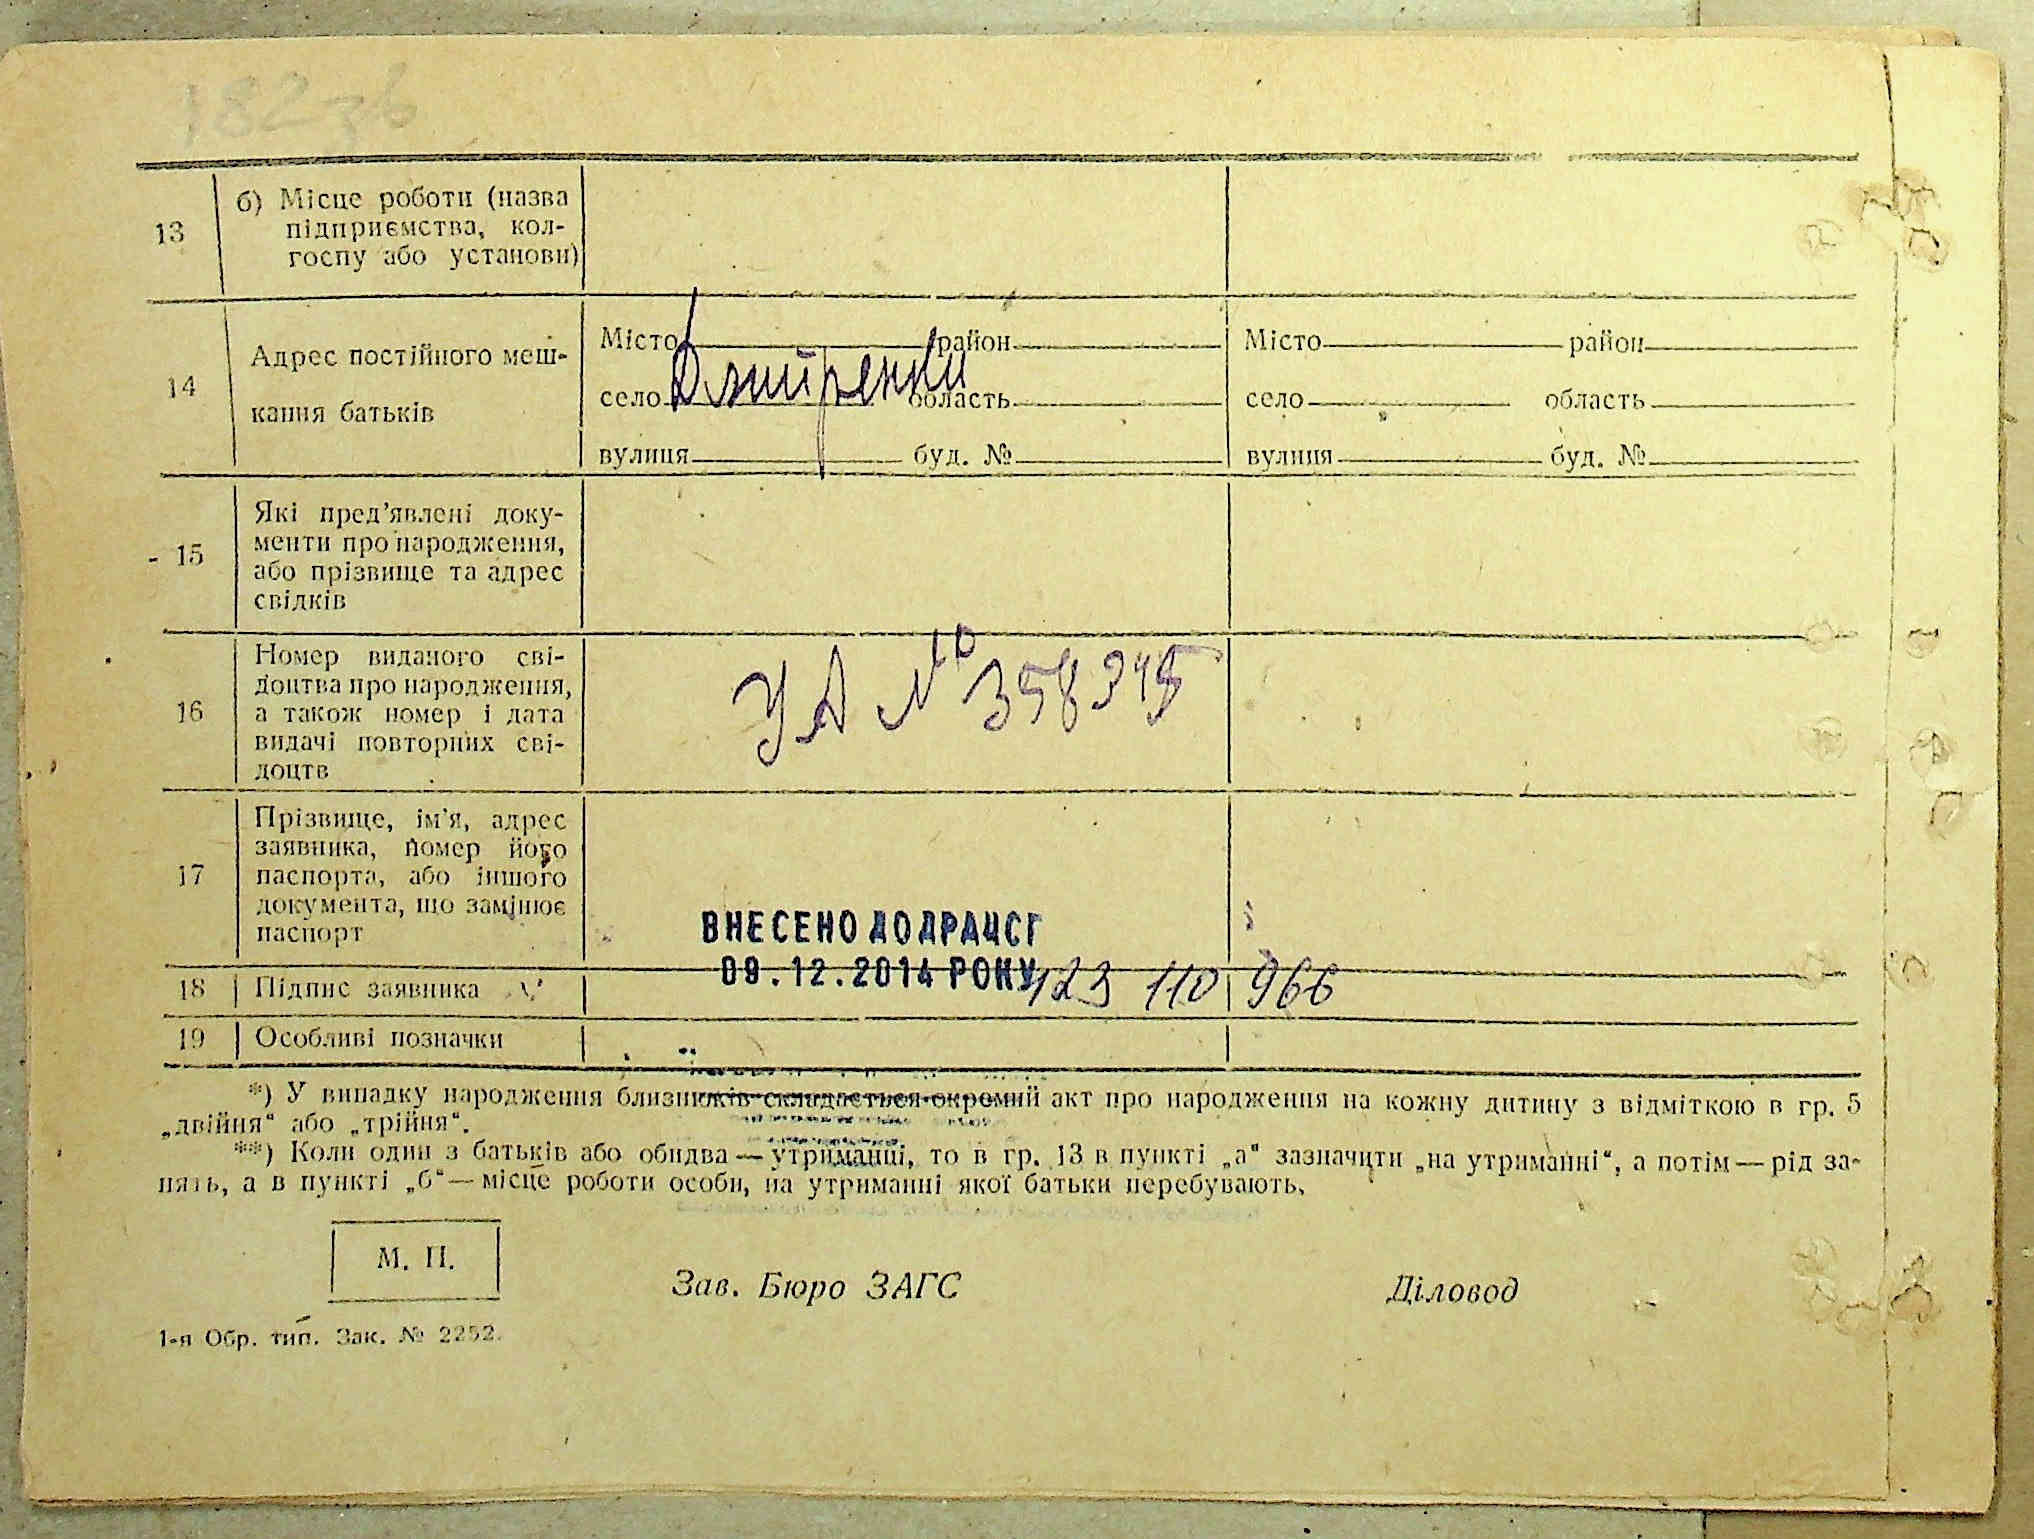 182 зв
13
б) Місце роботи (назва
підприємства, кол-
госпу або установи)
14
Адрес постійного меш-
кання батьків
Місто район
село Дмитренки область
вулиця буд. №
Місто район
село область
вулиця буд. №
- 15
Які пред’явлені доку-
менти про народження,
або прізвище та адрес
свідків
16
Номер виданого сві-
доцтва про народження,
а також номер і дата
видачі повторних сві-
доцтв
УА № 358345
17
Прізвище, ім’я, адрес
заявника, номер його
паспорта, або іншого
документа, що замінює
паспорт
ВНЕСЕНО ДО ДРАЦСГ
09.12.2014 РОКУ 123 110 966
18 Підпис заявника
19 Особливі позначки
*) У випадку народження близнюків складається окремий акт про народження на кожну дитину з відміткою в гр. 5
„двійня“ або „трійня“.
**) Коли один з батьків або обидва — утриманці, то в гр. 13 в пункті „а“ зазначити „на утриманні“, а потім — рід за-
нять, а в пункті „б“ — місце роботи особи, на утриманні якої батьки перебувають.
М. П.
Зав. Бюро ЗАГС
Діловод
1-я Обр. тип. Зак. № 2252.